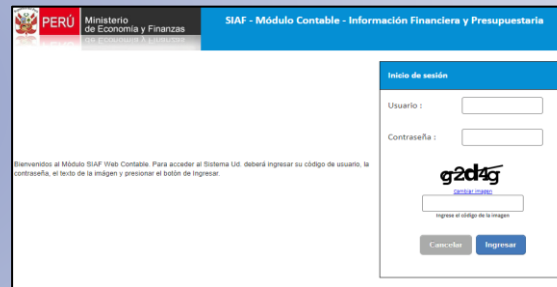 PERÚ
Ministerio
de Economía y Finanzas
SIAF - Módulo Contable - Información Financiera y Presupuestaria
Inicio de sesión
Usuario :
Contraseña :
Bienvenidos al Módulo SIAF Web Contable. Para acceder al Sistema Ud. deberá ingresar su código de usuario, la
contraseña, el texto de la imágen y presionar el botón de Ingresar.
g2d4g
Cambiar imagen
Ingrese el código de la imagen
Cancelar
Ingresar